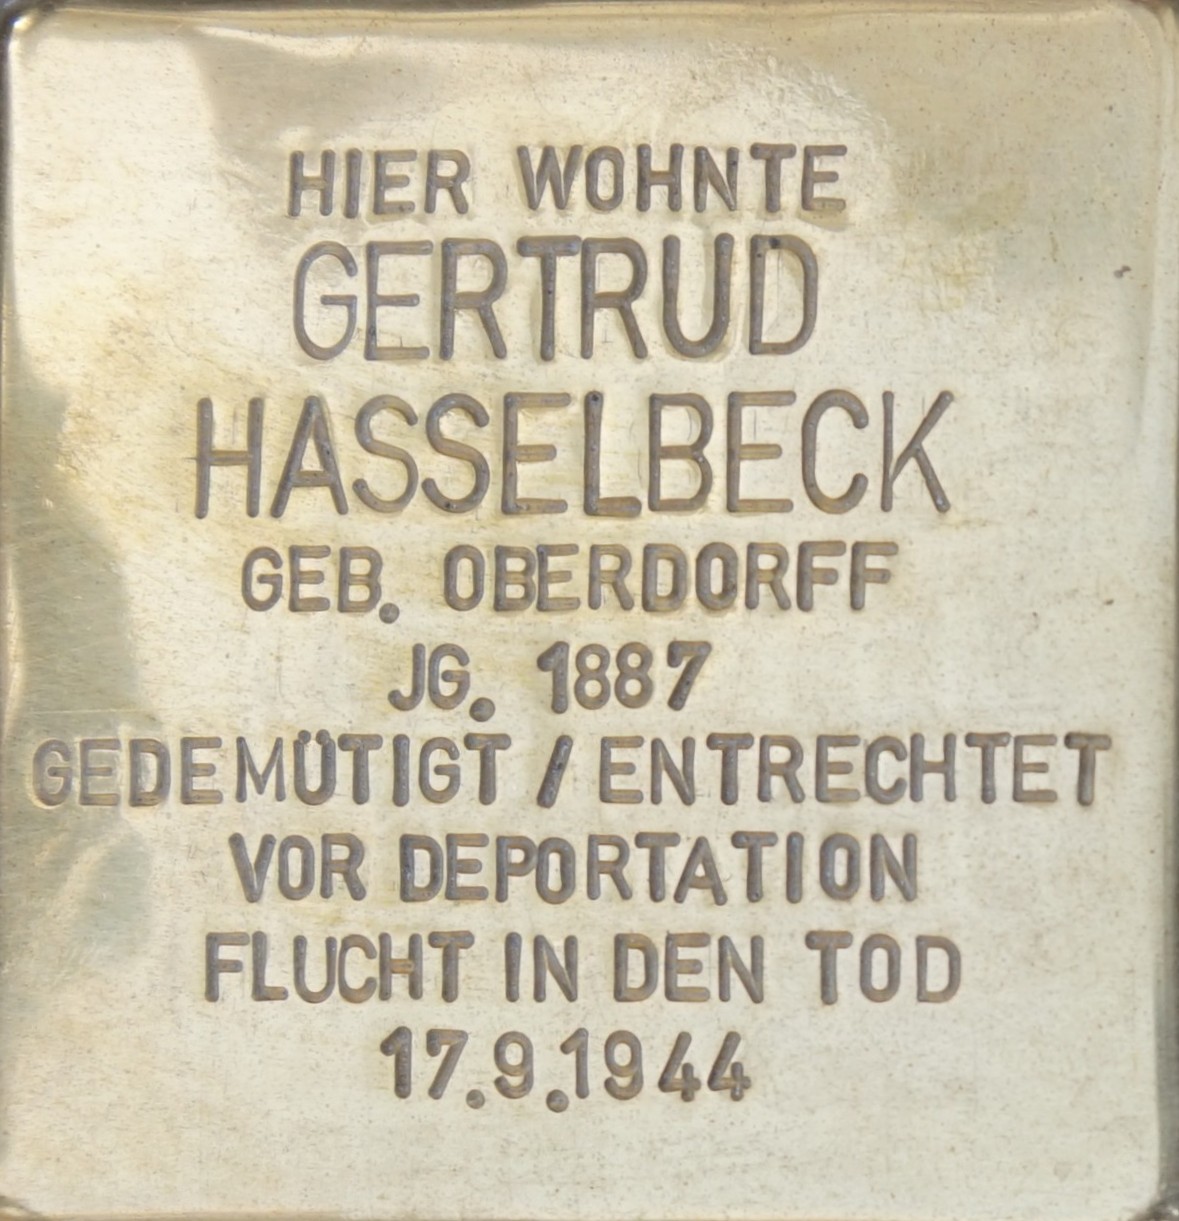 HIER WOHNTE
GERTRUD
HASSELBECK
GEB. OBERDORFF
JG. 1887
GEDEMÜTIGT / ENTRECHTET
VOR DEPORTATION
FLUCHT IN DEN TOD
17.9.1944